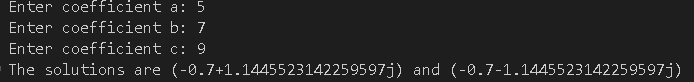 Enter coefficient a: 5
Enter coefficient b: 7
Enter coefficient c: 9
The solutions are (-0.7+1.1445523142259597j) and (-0.7-1.1445523142259597j)